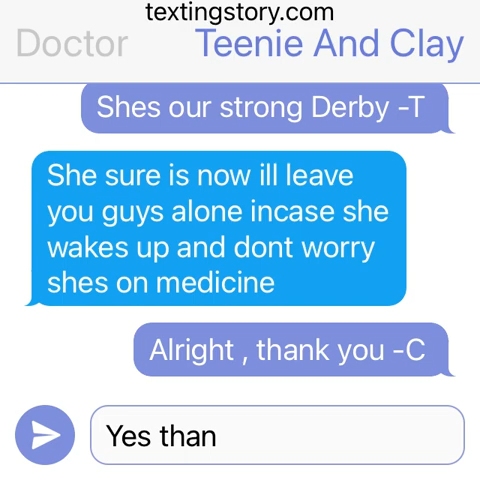 textingstory.com
Doctor Teenie And Clay
Shes our strong Derby -T
She sure is now ill leave
you guys alone incase she
wakes up and dont worry
shes on medicine
Alright , thank you -C
Yes than